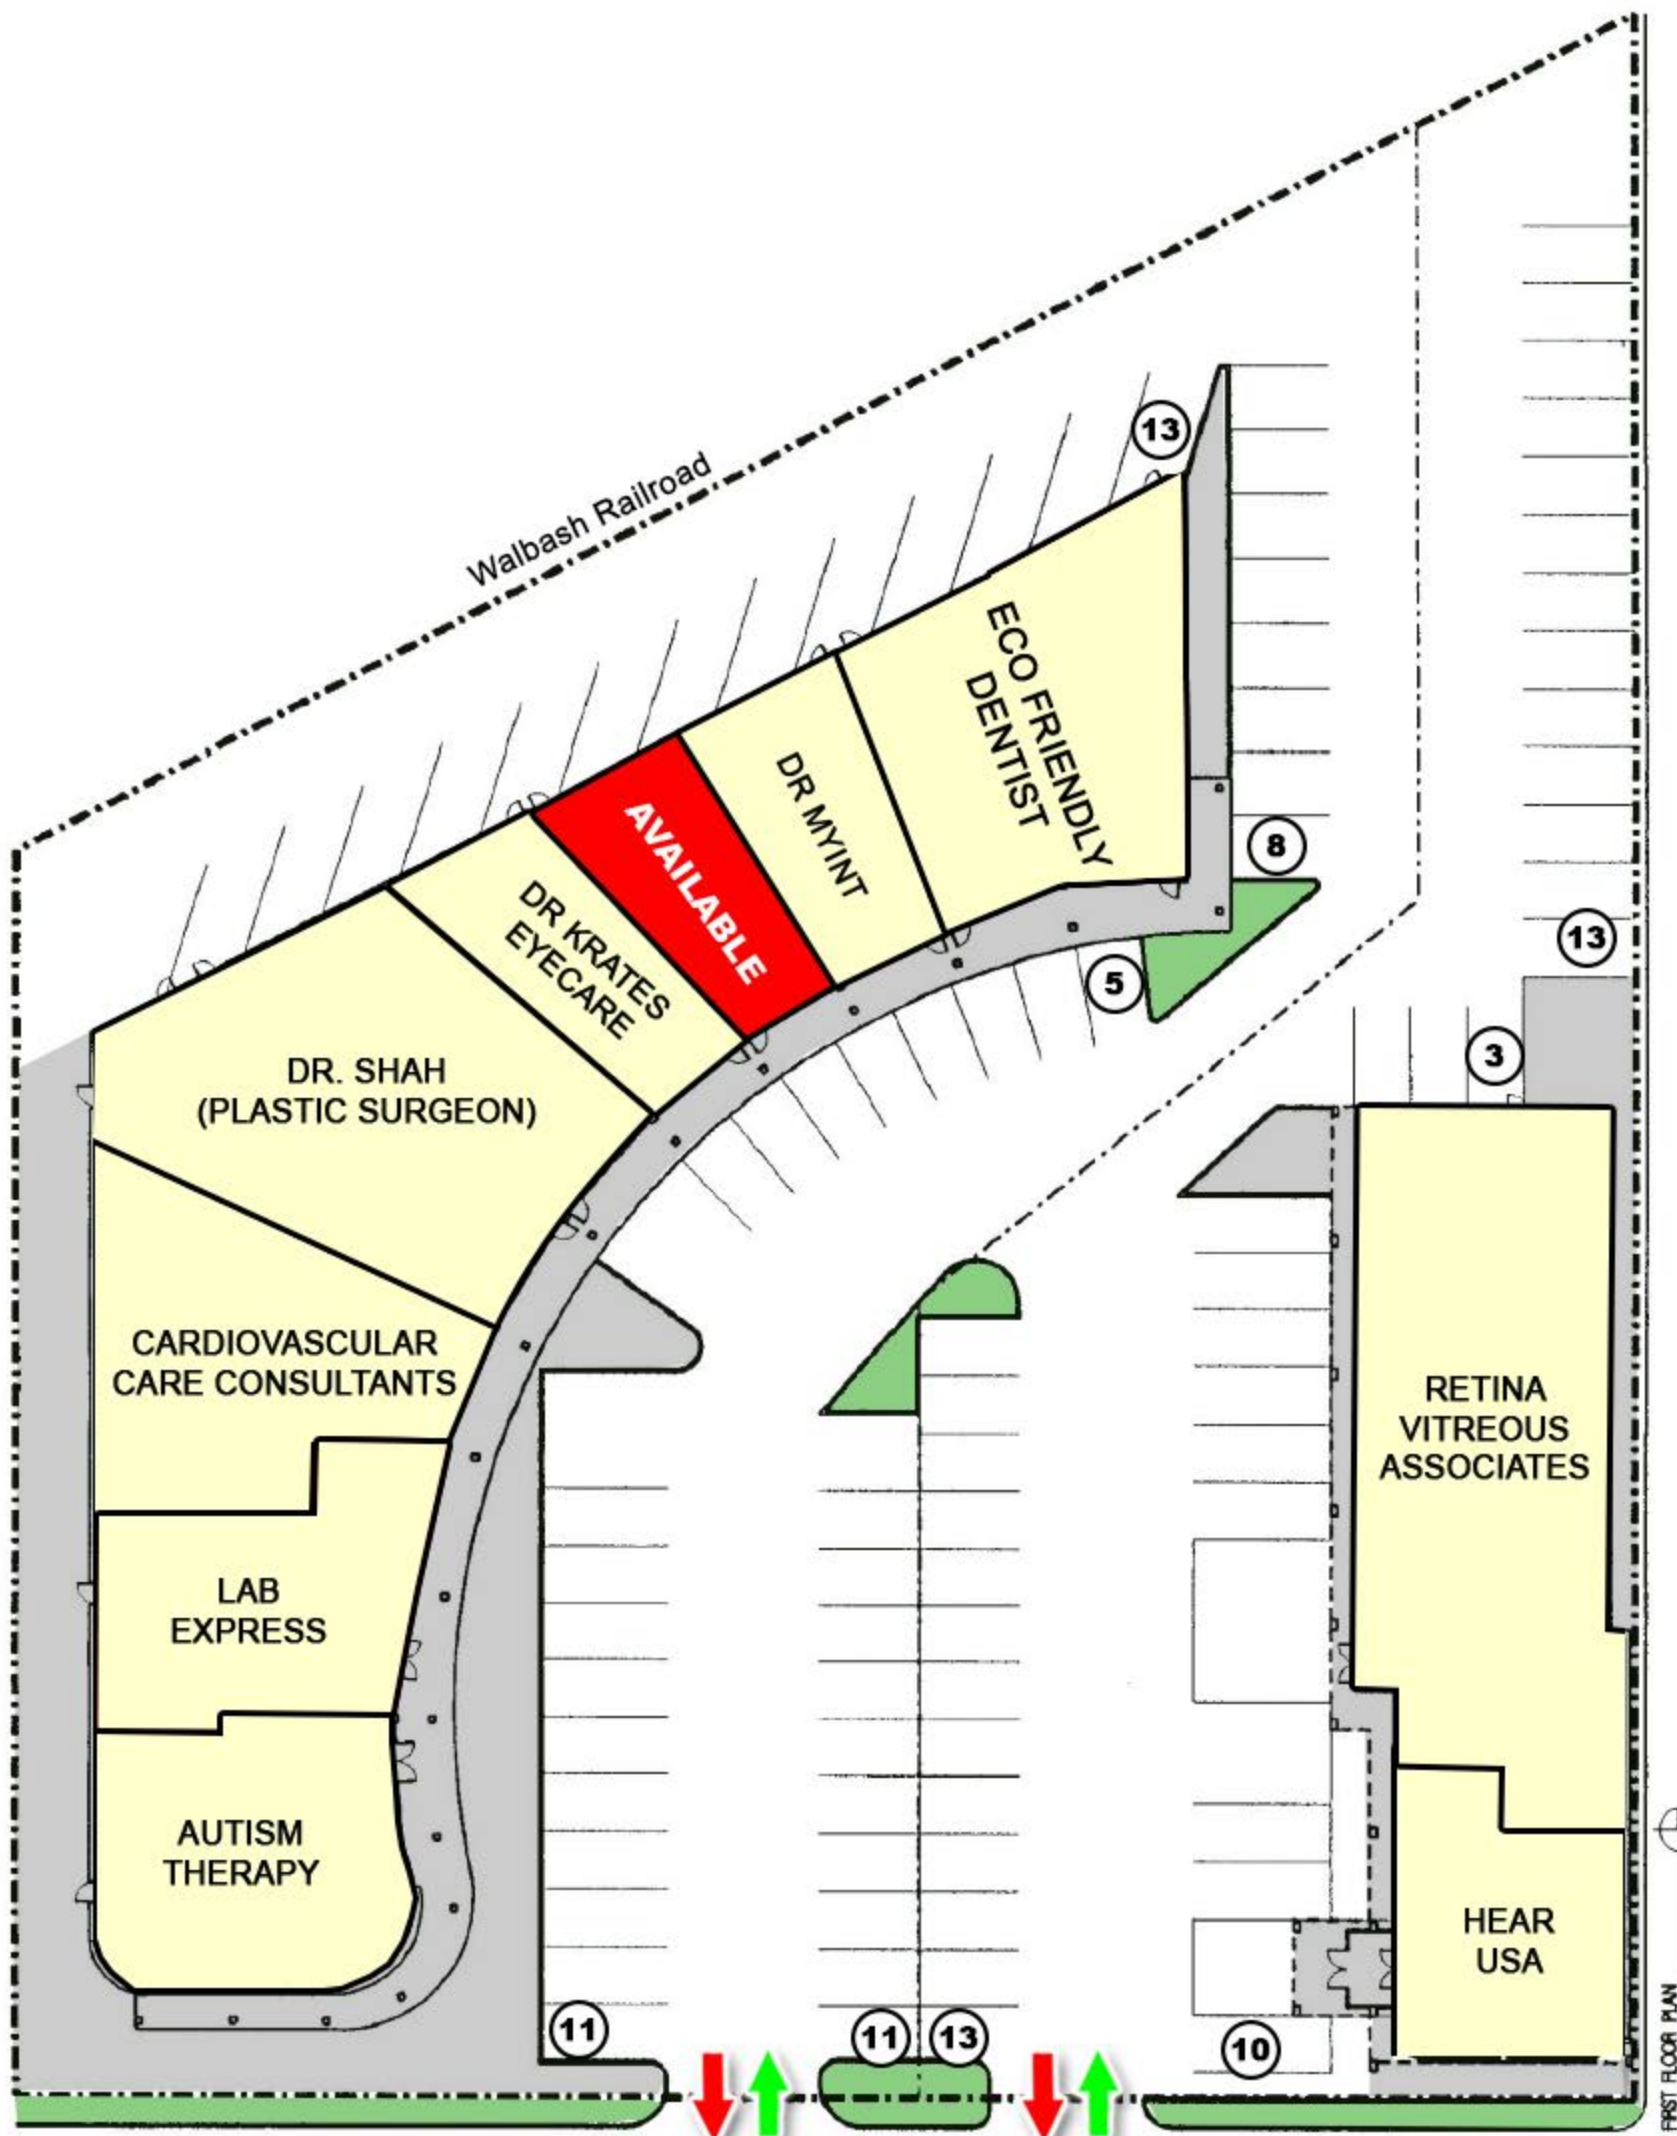 Walbash Railroad
13
ECO FRIENDLY
DENTIST
DR MYINT
AVAILABLE
DR KRATES
EYECARE
8
13
5
3
DR. SHAH
(PLASTIC SURGEON)
CARDIOVASCULAR
CARE CONSULTANTS
RETINA
VITREOUS
ASSOCIATES
LAB
EXPRESS
AUTISM
THERAPY
HEAR
USA
11
11
13
10
FIRST FLOOR PLAN